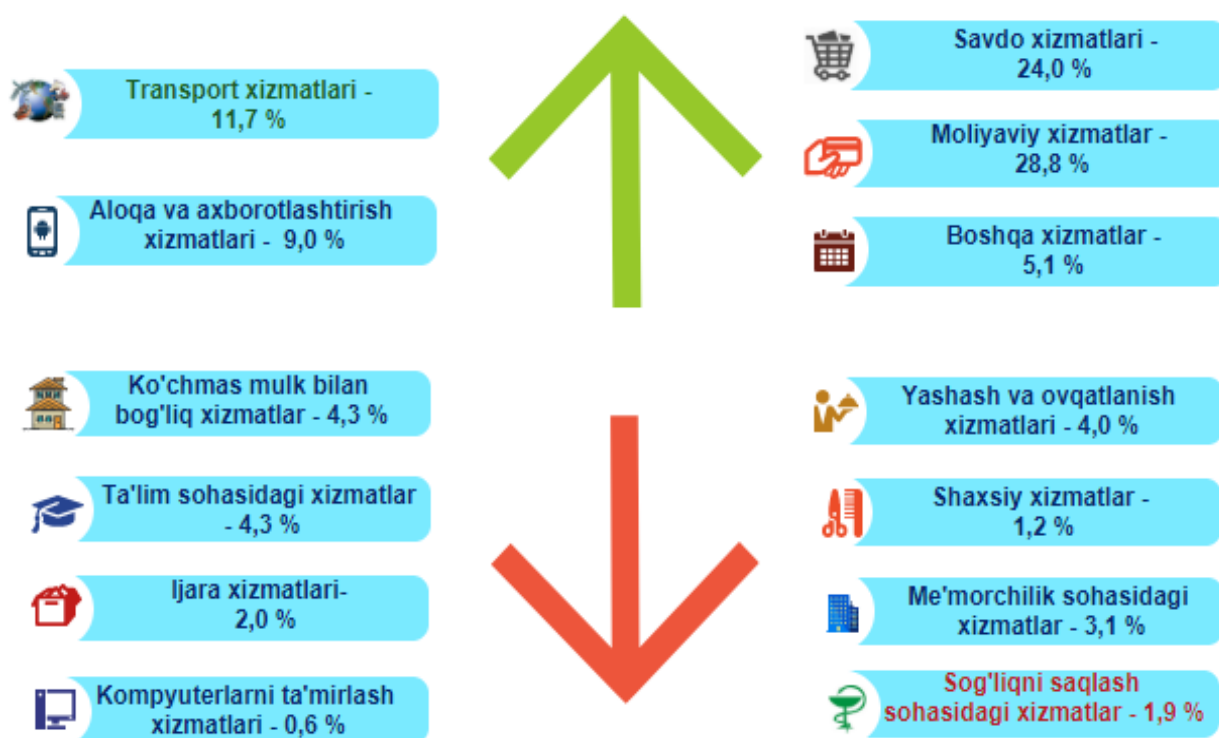 Transport xizmatlari -
11,7 %
Aloqa va axborotlashtirish
xizmatlari - 9,0 %
Savdo xizmatlari -
24,0 %
Moliyaviy xizmatlar -
28,8 %
Boshqa xizmatlar -
5,1 %
Ko'chmas mulk bilan
bog'liq xizmatlar - 4,3 %
Ta'lim sohasidagi xizmatlar
- 4,3 %
Ijara xizmatlari-
2,0 %
Kompyuterlarni ta'mirlash
xizmatlari - 0,6 %
Yashash va ovqatlanish
xizmatlari - 4,0 %
Shaxsiy xizmatlar -
1,2 %
Me'morchilik sohasidagi
xizmatlar - 3,1 %
Sog'liqni saqlash
sohasidagi xizmatlar - 1,9 %